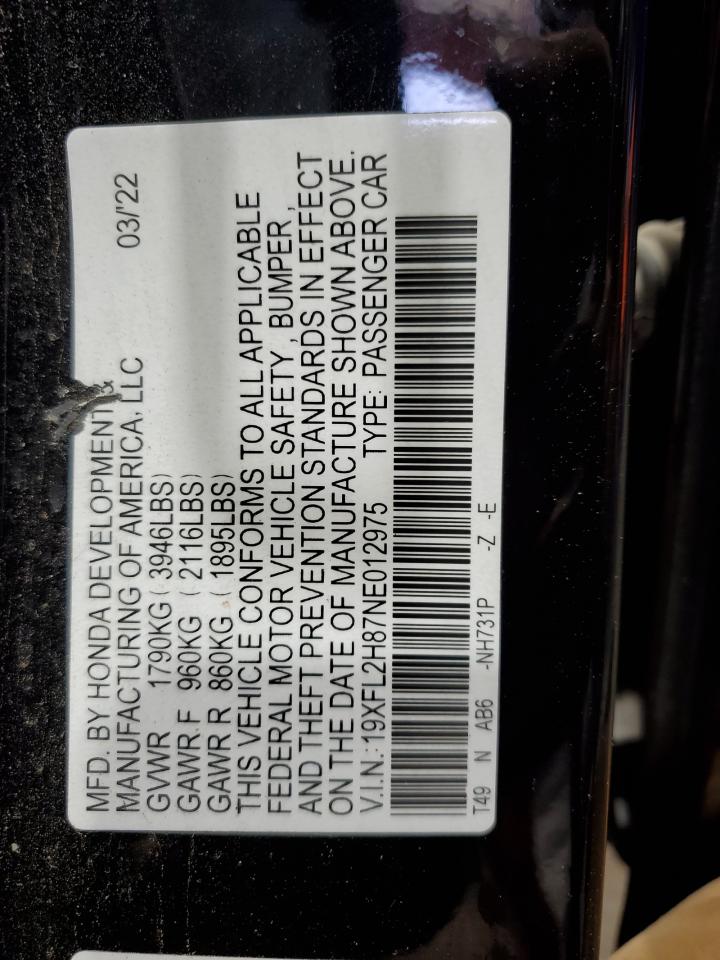 MFD. BY HONDA DEVELOPMENT &
MANUFACTURING OF AMERICA, LLC 03/'22
GVWR 1790KG ( 3946LBS)
GAWR F 960KG ( 2116LBS)
GAWR R 860KG ( 1895LBS)
THIS VEHICLE CONFORMS TO ALL APPLICABLE
FEDERAL MOTOR VEHICLE SAFETY , BUMPER ,
AND THEFT PREVENTION STANDARDS IN EFFECT
ON THE DATE OF MANUFACTURE SHOWN ABOVE.
V.I.N.: 19XFL2H87NE012975 TYPE: PASSENGER CAR
T49 N AB6 -NH731P -Z -E